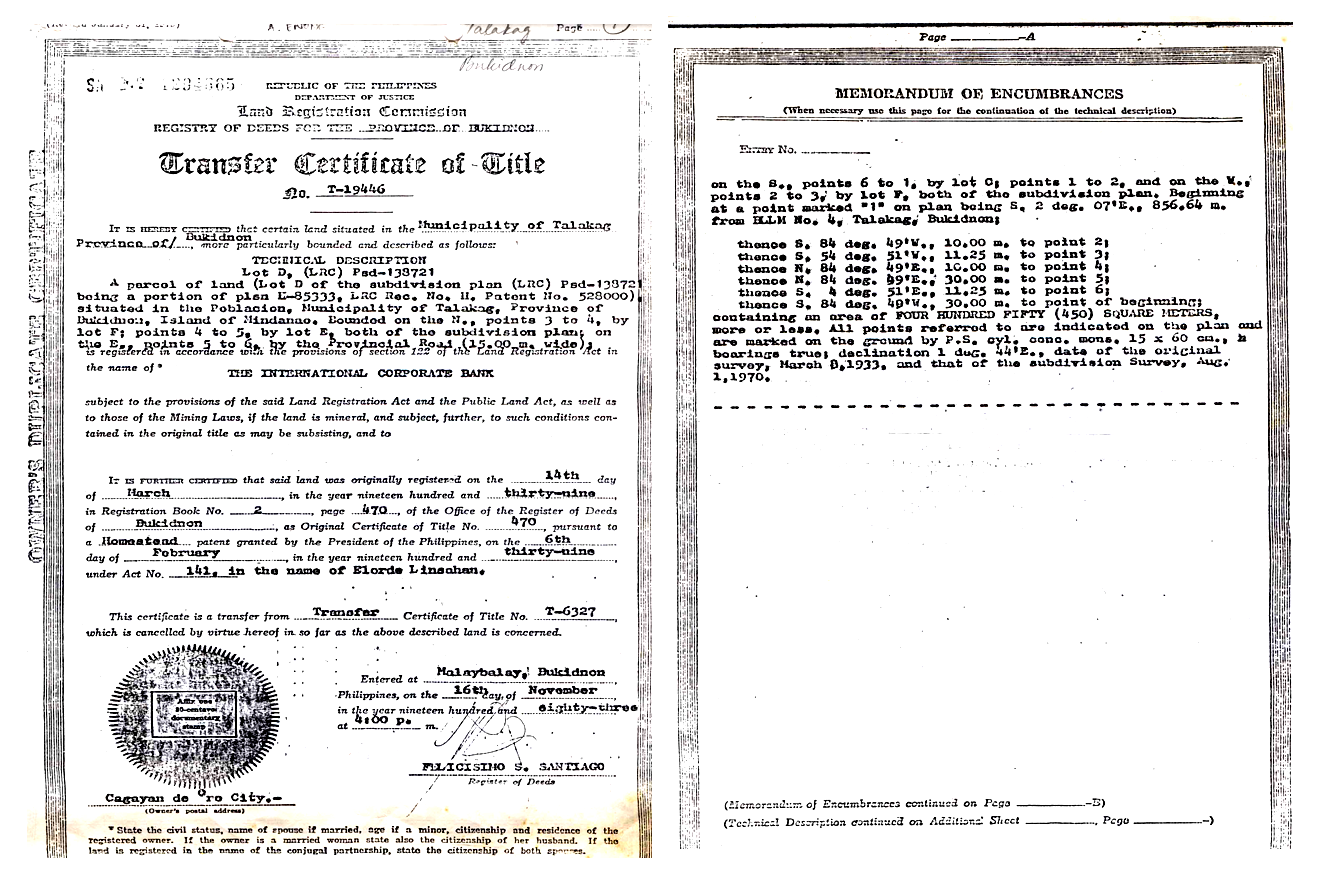 Talakag
Page
Bukidnon
REPUBLIC OF THE PHILIPPINES
DEPARTMENT OF JUSTICE
Land Registration Commission
REGISTRY OF DEEDS FOR THE PROVINCE OF BUKIDNON
Transfer Certificate of Title
No. T-19446
IT IS HEREBY CERTIFIED that certain land situated in the Municipality of Talakag
Province of/ Bukidnon, more particularly bounded and described as follows:
TECHNICAL DESCRIPTION
Lot D, (LRC) Psd-138721
A parcel of land (Lot D of the subdivision plan (LRC) Psd-138721
being a portion of plan H-85333, LRC Rec. No. H. Patent No. 528000)
situated in the Poblacion, Municipality of Talakag, Province of
Bukidnon, Island of Mindanao. Bounded on the N., points 3 to 4, by
lot F; points 4 to 5, by lot E, both of the subdivision plan; on
the E., points 5 to 6, by the Provincial Road (15.00 m. wide);
is registered in accordance with the provisions of section 122 of the Land Registration Act in
the name of *
THE INTERNATIONAL CORPORATE BANK
subject to the provisions of the said Land Registration Act and the Public Land Act, as well as
to those of the Mining Laws, if the land is mineral, and subject, further, to such conditions con-
tained in the original title as may be subsisting, and to
IT IS FURTHER CERTIFIED that said land was originally registered on the 14th day
of March, in the year nineteen hundred and thirty-nine,
in Registration Book No. 2, page 470, of the Office of the Register of Deeds
of Bukidnon, as Original Certificate of Title No. 470, pursuant to
a Homestead patent granted by the President of the Philippines, on the 6th
day of February, in the year nineteen hundred and thirty-nine
under Act No. 141, in the name of Elorde Linsahan.
This certificate is a transfer from Transfer Certificate of Title No. T-6327,
which is cancelled by virtue hereof in so far as the above described land is concerned.
Entered at Malaybalay, Bukidnon
Philippines, on the 16th day of November
in the year nineteen hundred and eighty-three
at 4:00 p. m.
Affix one
30-centavo
documentary
stamp
FELICISIMO S. SANTIAGO
Register of Deeds
Cagayan de Oro City.-
(Owner's postal address)
* State the civil status, name of spouse if married, age if a minor, citizenship and residence of the
registered owner. If the owner is a married woman state also the citizenship of her husband. If the
land is registered in the name of the conjugal partnership, state the citizenship of both spouses.
OWNER'S DUPLICATE CERTIFICATE
Page ________-A
MEMORANDUM OF ENCUMBRANCES
(When necessary use this page for the continuation of the technical description)
ENTRY No. ________
on the S., points 6 to 1, by lot C; points 1 to 2, and on the W.,
points 2 to 3, by lot F, both of the subdivision plan. Beginning
at a point marked "1" on plan being S. 2 deg. 07'E., 856.64 m.
from BLLM No. 4, Talakag, Bukidnon;
thence S. 84 deg. 49'W., 10.00 m. to point 2;
thence S. 54 deg. 51'W., 11.25 m. to point 3;
thence N. 84 deg. 49'E., 10.00 m. to point 4;
thence N. 84 deg. 49'E., 30.00 m. to point 5;
thence S. 4 deg. 51'E., 11.25 m. to point 6;
thence S. 84 deg. 49'W., 30.00 m. to point of beginning;
containing an area of FOUR HUNDRED FIFTY (450) SQUARE METERS,
more or less. All points referred to are indicated on the plan and
are marked on the ground by P.S. cyl. conc. mons. 15 x 60 cm.,
bearings true; declination 1 deg. 44'E., date of the original
survey, March 8,1933, and that of the subdivision Survey, Aug.
1,1970.
(Memorandum of Encumbrances continued on Page ________-B)
(Technical Description continued on Additional Sheet ________, Page ________-)